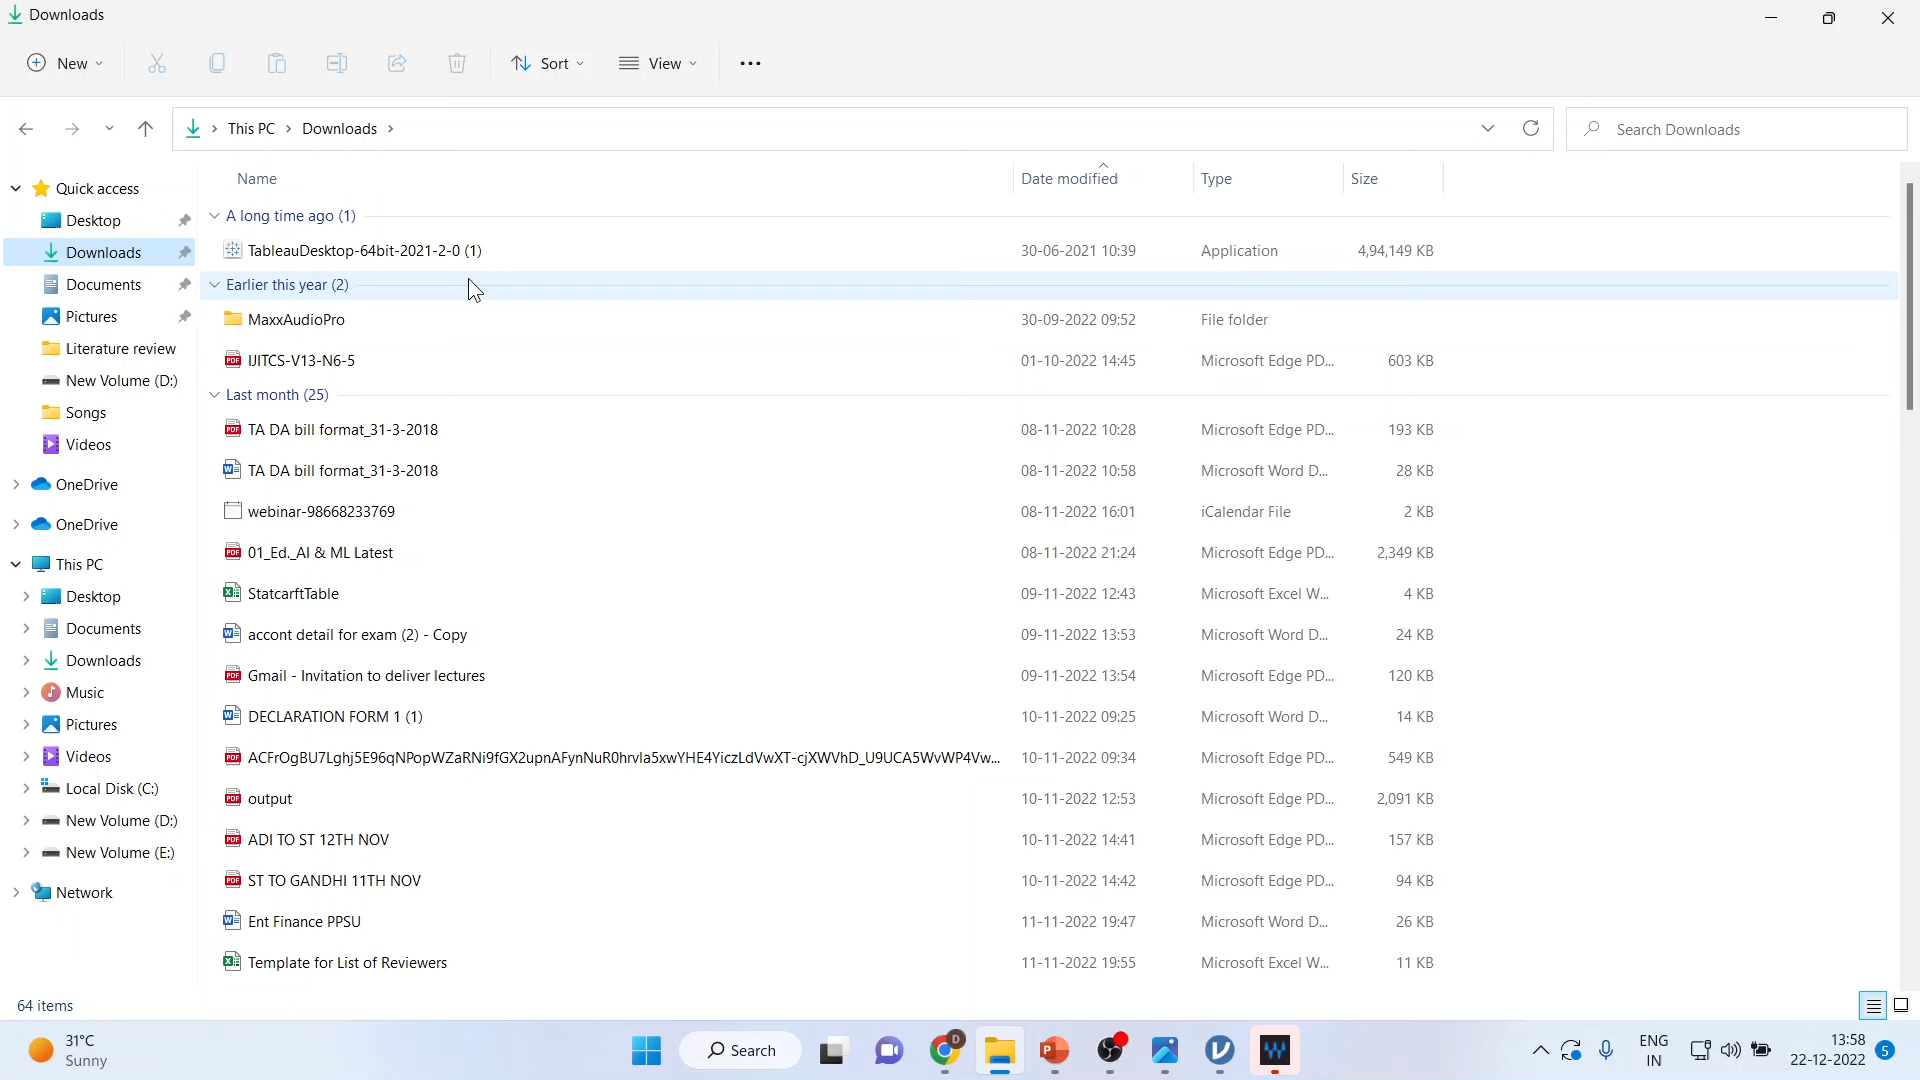 Downloads
New
Sort
View
This PC
Downloads
Search Downloads
Name
Date modified
Type
Size
Quick access
Desktop
Downloads
Documents
Pictures
Literature review
New Volume (D:)
Songs
Videos
OneDrive
OneDrive
This PC
Desktop
Documents
Downloads
Music
Pictures
Videos
Local Disk (C:)
New Volume (D:)
New Volume (E:)
Network
A long time ago (1)
TableauDesktop-64bit-2021-2-0 (1) 30-06-2021 10:39 Application 4,94,149 KB
Earlier this year (2)
MaxxAudioPro 30-09-2022 09:52 File folder
IJITCS-V13-N6-5 01-10-2022 14:45 Microsoft Edge PD... 603 KB
Last month (25)
TA DA bill format_31-3-2018 08-11-2022 10:28 Microsoft Edge PD... 193 KB
TA DA bill format_31-3-2018 08-11-2022 10:58 Microsoft Word D... 28 KB
webinar-98668233769 08-11-2022 16:01 iCalendar File 2 KB
01_Ed._AI & ML Latest 08-11-2022 21:24 Microsoft Edge PD... 2,349 KB
StatcarftTable 09-11-2022 12:43 Microsoft Excel W... 4 KB
accont detail for exam (2) - Copy 09-11-2022 13:53 Microsoft Word D... 24 KB
Gmail - Invitation to deliver lectures 09-11-2022 13:54 Microsoft Edge PD... 120 KB
DECLARATION FORM 1 (1) 10-11-2022 09:25 Microsoft Word D... 14 KB
ACFrOgBU7Lghj5E96qNPopWZaRNi9fGX2upnAFynNuR0hrvla5xwYHE4YiczLdVwXT-cjXWVhD_U9UCA5WvWP4Vw... 10-11-2022 09:34 Microsoft Edge PD... 549 KB
output 10-11-2022 12:53 Microsoft Edge PD... 2,091 KB
ADI TO ST 12TH NOV 10-11-2022 14:41 Microsoft Edge PD... 157 KB
ST TO GANDHI 11TH NOV 10-11-2022 14:42 Microsoft Edge PD... 94 KB
Ent Finance PPSU 11-11-2022 19:47 Microsoft Word D... 26 KB
Template for List of Reviewers 11-11-2022 19:55 Microsoft Excel W... 11 KB
64 items
31°C
Sunny
Search
ENG
IN
13:58
22-12-2022
5